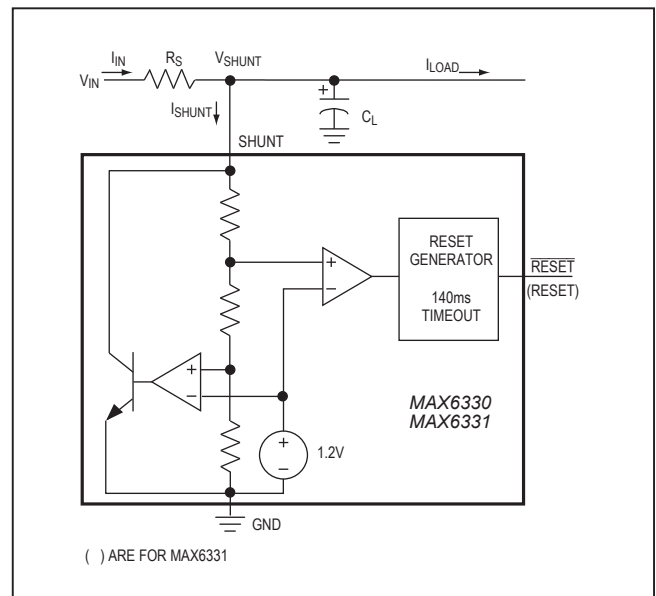 I_IN R_S V_SHUNT I_LOAD
V_IN
I_SHUNT
+
C_L
SHUNT
RESET
GENERATOR
140ms
TIMEOUT
+
−
R̅E̅S̅E̅T̅
(RESET)
+
−
MAX6330
MAX6331
+
−
1.2V
GND
( ) ARE FOR MAX6331